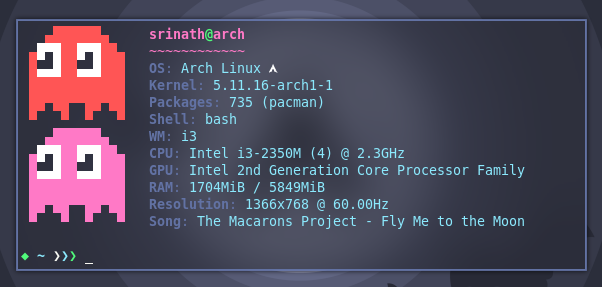 srinath@arch
~~~~~~~~~~~~
OS: Arch Linux
Kernel: 5.11.16-arch1-1
Packages: 735 (pacman)
Shell: bash
WM: i3
CPU: Intel i3-2350M (4) @ 2.3GHz
GPU: Intel 2nd Generation Core Processor Family
RAM: 1704MiB / 5849MiB
Resolution: 1366x768 @ 60.00Hz
Song: The Macarons Project - Fly Me to the Moon
◆ ~ ❯❯❯ _